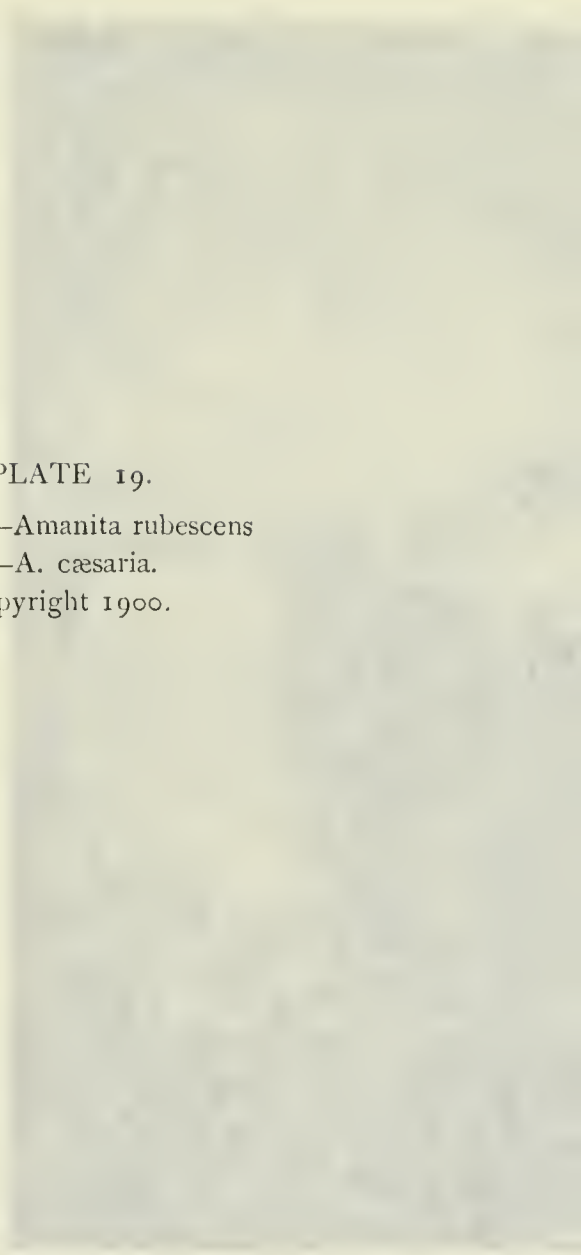 PLATE 19.
–Amanita rubescens
–A. cæsaria.
pyright 1900.